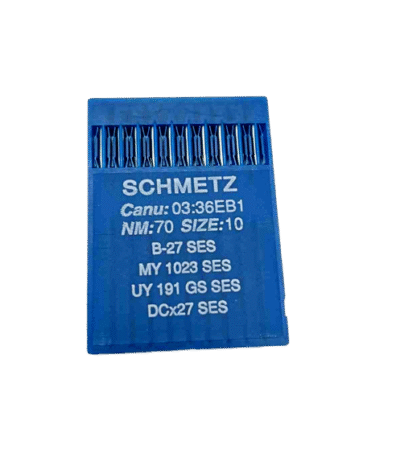 SCHMETZ
Canu: 03:36EB1
NM:70 SIZE:10
B-27 SES
MY 1023 SES
UY 191 GS SES
DCx27 SES